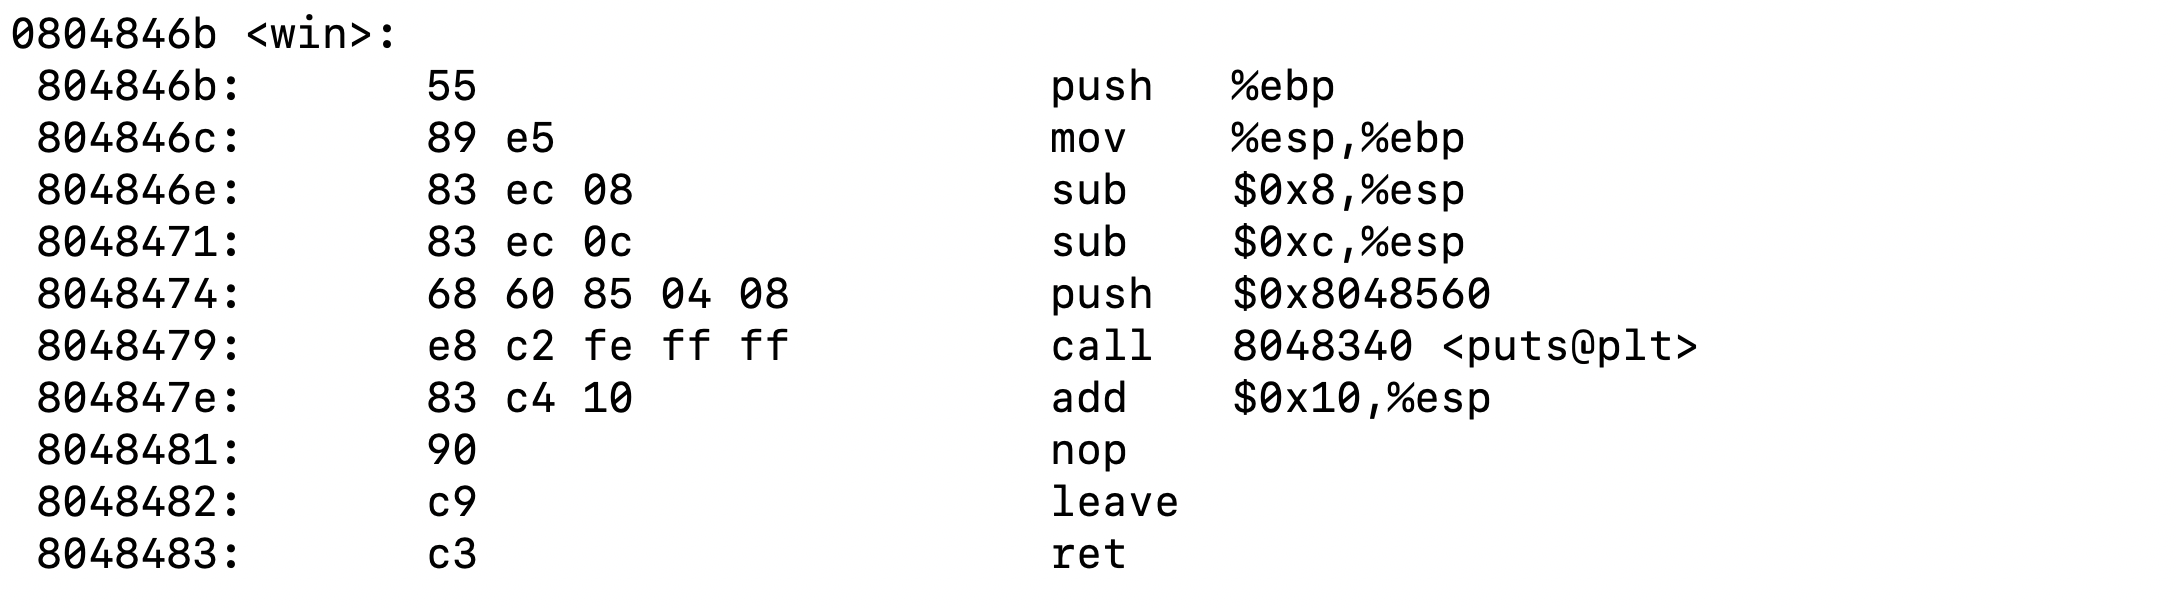 0804846b <win>:
 804846b:	55                   	push   %ebp
 804846c:	89 e5                	mov    %esp,%ebp
 804846e:	83 ec 08             	sub    $0x8,%esp
 8048471:	83 ec 0c             	sub    $0xc,%esp
 8048474:	68 60 85 04 08       	push   $0x8048560
 8048479:	e8 c2 fe ff ff       	call   8048340 <puts@plt>
 804847e:	83 c4 10             	add    $0x10,%esp
 8048481:	90                   	nop
 8048482:	c9                   	leave
 8048483:	c3                   	ret